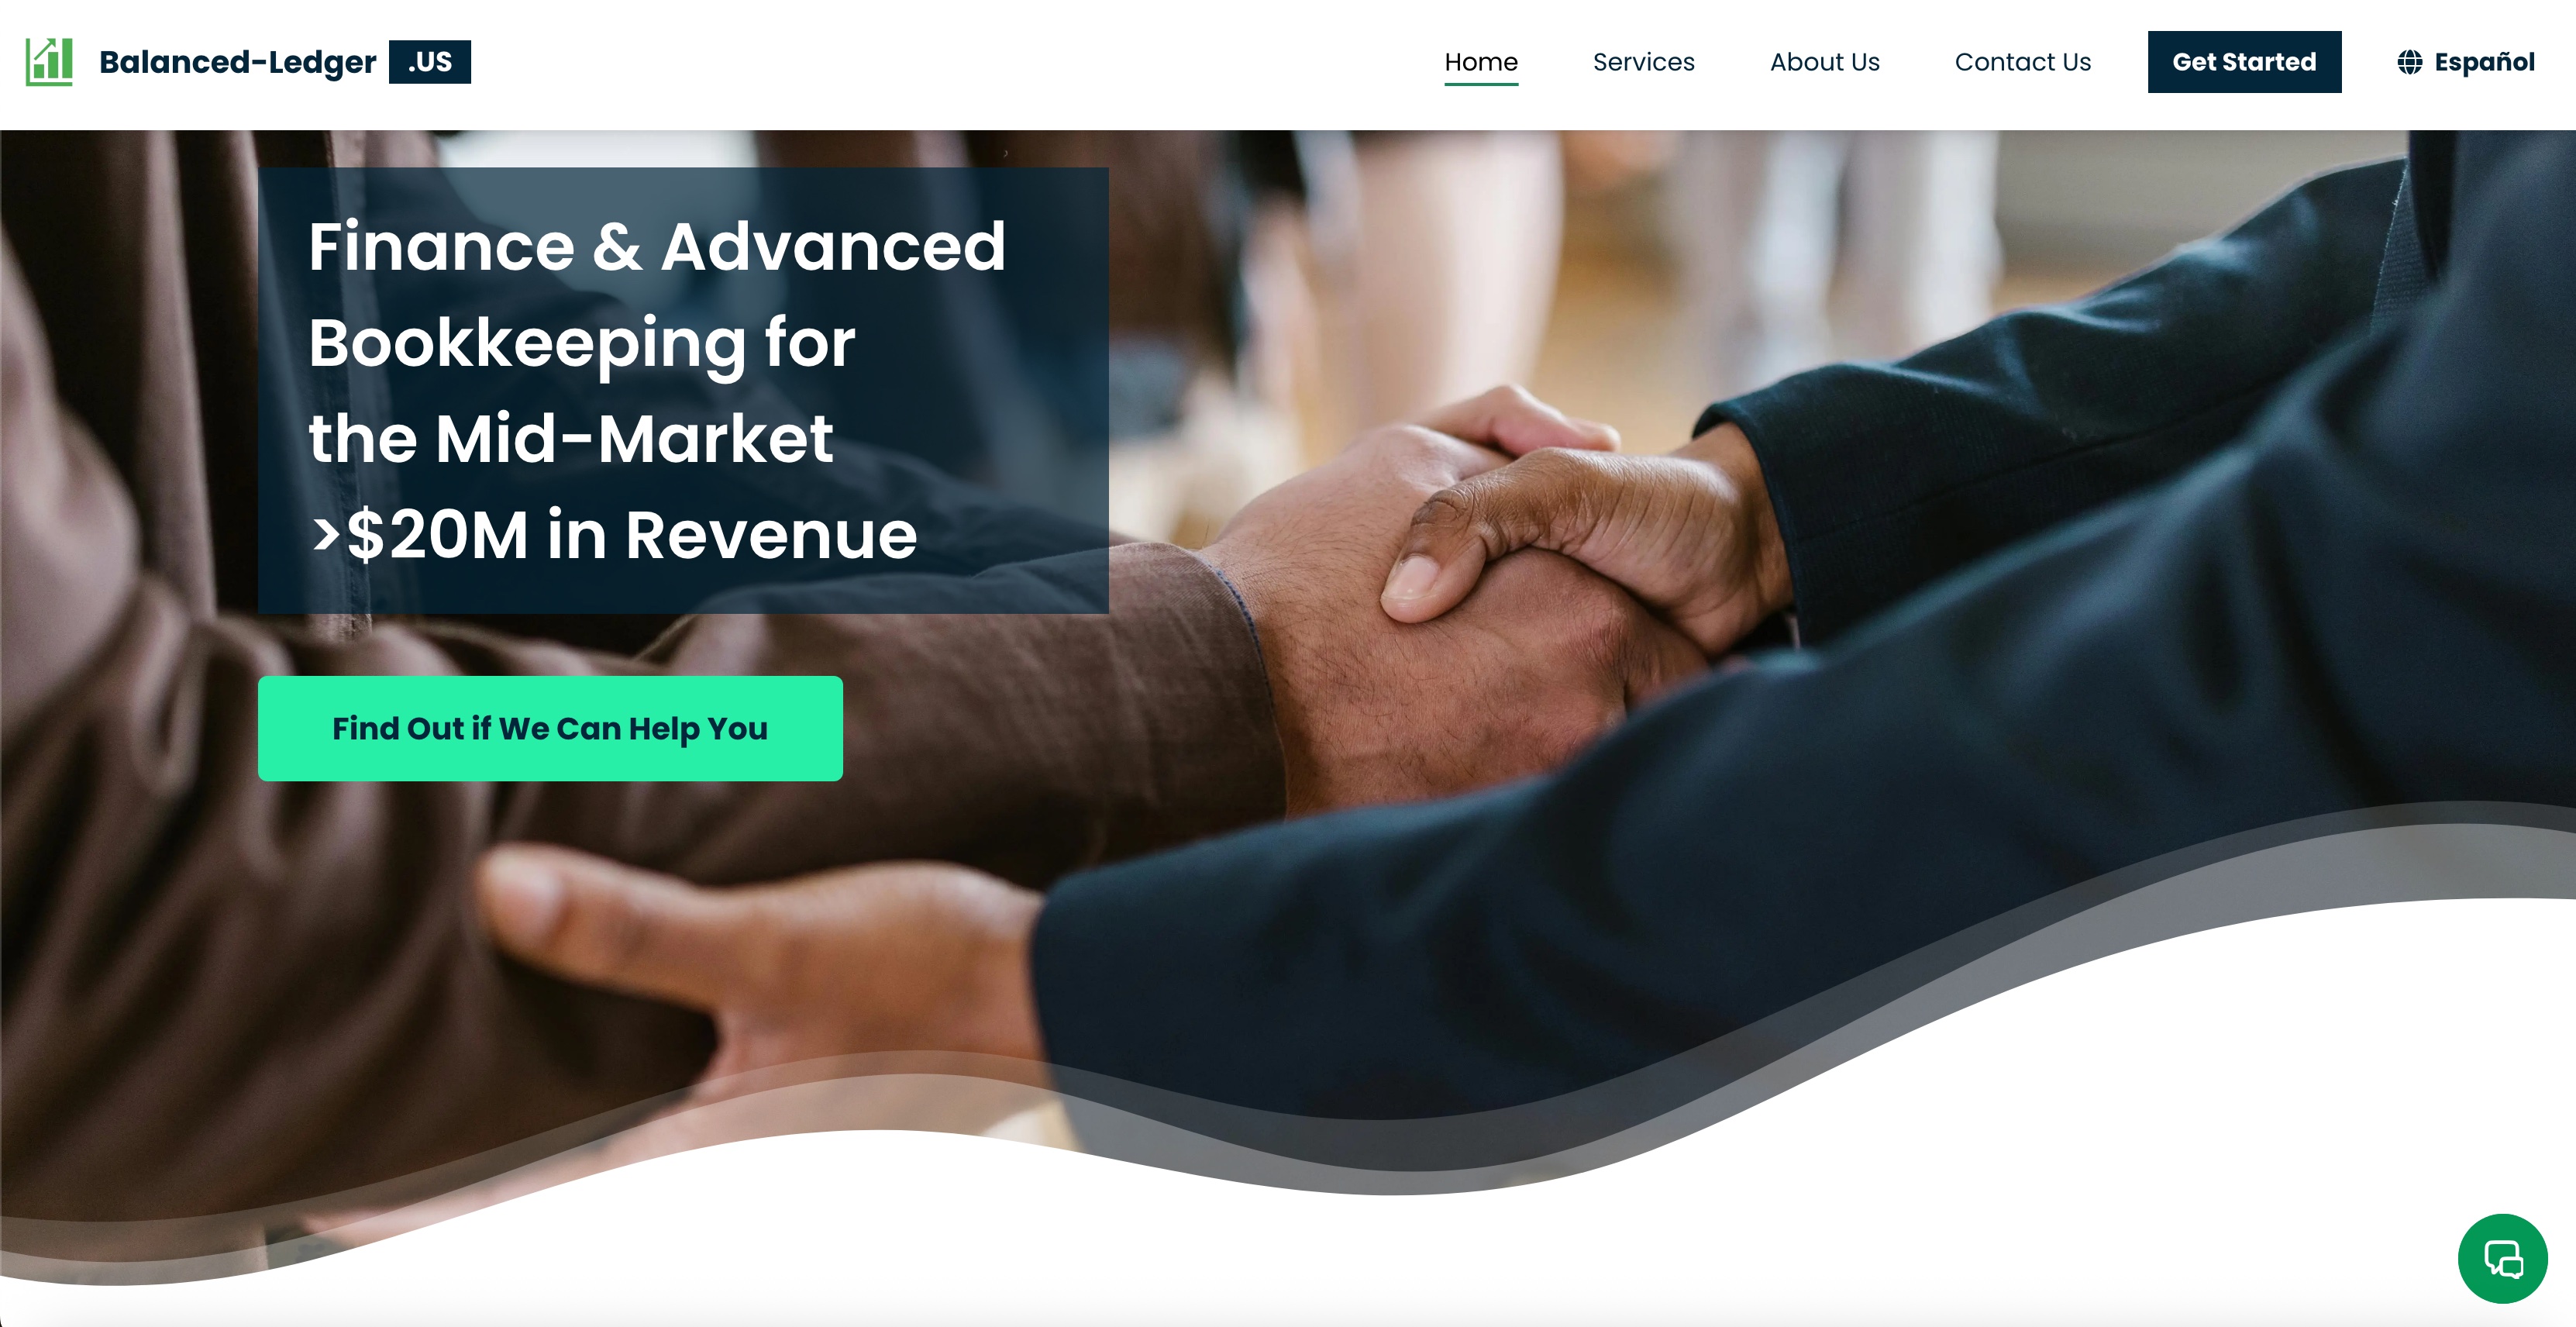 Balanced-Ledger .US
Home Services About Us Contact Us Get Started Español
Finance & Advanced
Bookkeeping for
the Mid-Market
>$20M in Revenue
Find Out if We Can Help You